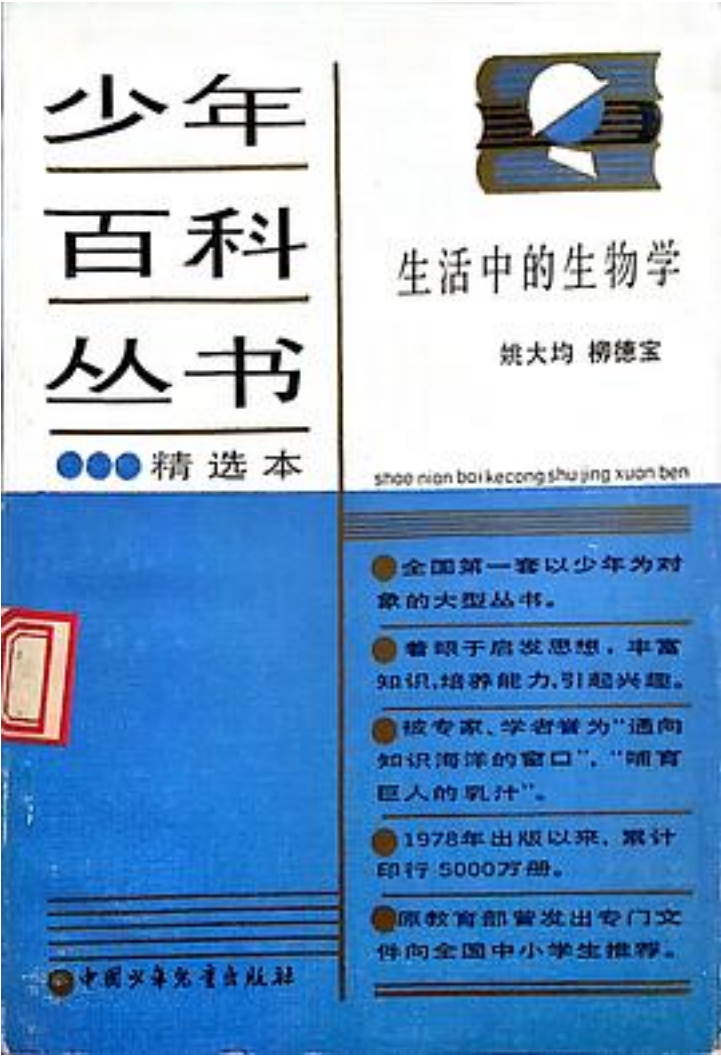 少年
百科
丛书
精选本
生活中的生物学
姚大均 柳德宝
shao nian bai ke cong shu jing xuan ben
全国第一套以少年为对
象的大型丛书。
着眼于启发思想，丰富
知识，培养能力，引起兴趣。
被专家、学者誉为“通向
知识海洋的窗口”，“哺育
巨人的乳汁”。
1978年出版以来，累计
印行5000万册。
原教育部曾发出专门文
件向全国中小学生推荐。
中国少年儿童出版社